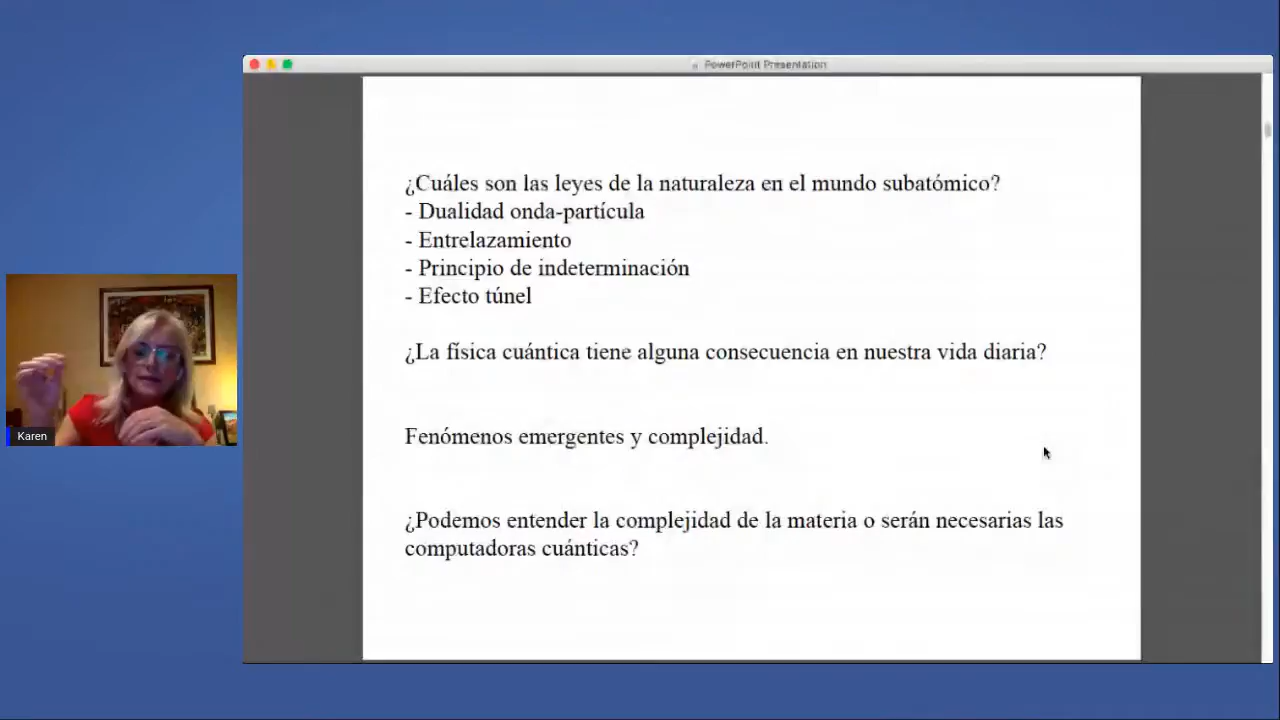 PowerPoint Presentation
¿Cuáles son las leyes de la naturaleza en el mundo subatómico?
- Dualidad onda-partícula
- Entrelazamiento
- Principio de indeterminación
- Efecto túnel
¿La física cuántica tiene alguna consecuencia en nuestra vida diaria?
Fenómenos emergentes y complejidad.
¿Podemos entender la complejidad de la materia o serán necesarias las
computadoras cuánticas?
Karen